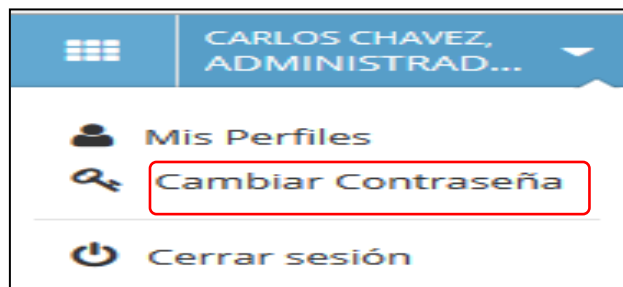 CARLOS CHAVEZ,
ADMINISTRAD...
Mis Perfiles
Cambiar Contraseña
Cerrar sesión